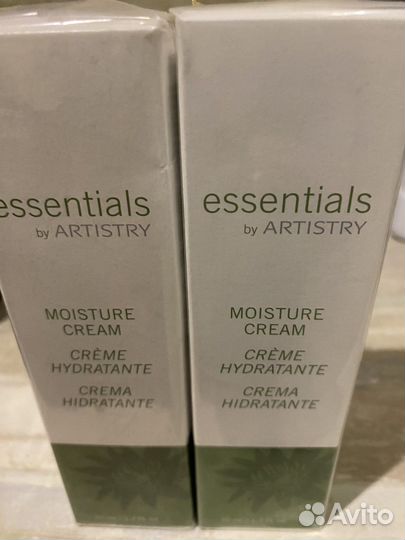 essentials
by ARTISTRY
MOISTURE
CREAM
CRÈME
HYDRATANTE
CREMA
HIDRATANTE
essentials
by ARTISTRY
MOISTURE
CREAM
CRÈME
HYDRATANTE
CREMA
HIDRATANTE
Avito